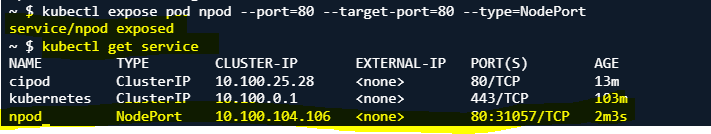 ~ $ kubectl expose pod npod --port=80 --target-port=80 --type=NodePort
service/npod exposed
~ $ kubectl get service
NAME TYPE CLUSTER-IP EXTERNAL-IP PORT(S) AGE
cipod ClusterIP 10.100.25.28 <none> 80/TCP 13m
kubernetes ClusterIP 10.100.0.1 <none> 443/TCP 103m
npod NodePort 10.100.104.106 <none> 80:31057/TCP 2m3s